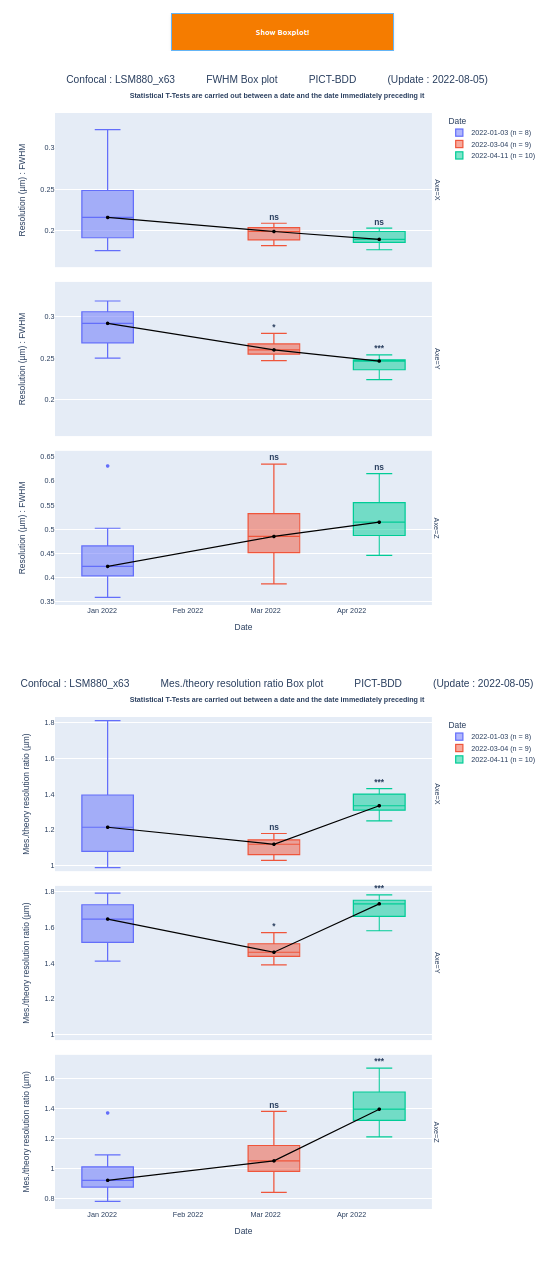 Show Boxplot!
Confocal : LSM880_x63 FWHM Box plot PICT-BDD (Update : 2022-08-05)
Statistical T-Tests are carried out between a date and the date immediately preceding it
Date
2022-01-03 (n = 8)
2022-03-04 (n = 9)
2022-04-11 (n = 10)
Resolution (µm) : FWHM
0.3
0.25
0.2
ns
ns
Axe=X
Resolution (µm) : FWHM
0.3
0.25
0.2
*
***
Axe=Y
Resolution (µm) : FWHM
0.65
0.6
0.55
0.5
0.45
0.4
0.35
ns
ns
Axe=Z
Jan 2022 Feb 2022 Mar 2022 Apr 2022
Date
Confocal : LSM880_x63 Mes./theory resolution ratio Box plot PICT-BDD (Update : 2022-08-05)
Statistical T-Tests are carried out between a date and the date immediately preceding it
Date
2022-01-03 (n = 8)
2022-03-04 (n = 9)
2022-04-11 (n = 10)
Mes./theory resolution ratio (µm)
1.8
1.6
1.4
1.2
1
ns
***
Axe=X
Mes./theory resolution ratio (µm)
1.8
1.6
1.4
1.2
1
*
***
Axe=Y
Mes./theory resolution ratio (µm)
1.6
1.4
1.2
1
0.8
ns
***
Axe=Z
Jan 2022 Feb 2022 Mar 2022 Apr 2022
Date